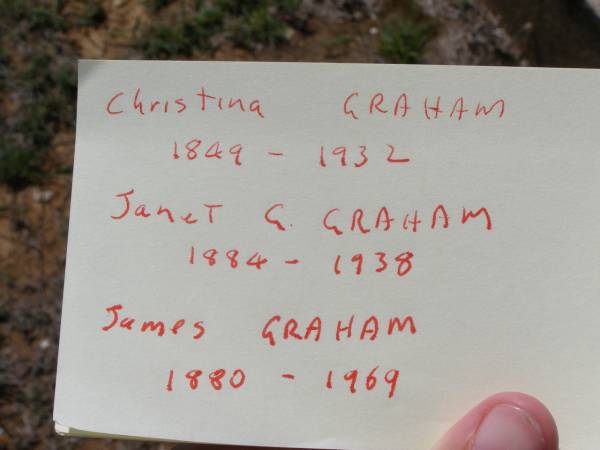 Christina GRAHAM
1849 - 1932
Janet G. GRAHAM
1884 - 1938
James GRAHAM
1880 - 1969